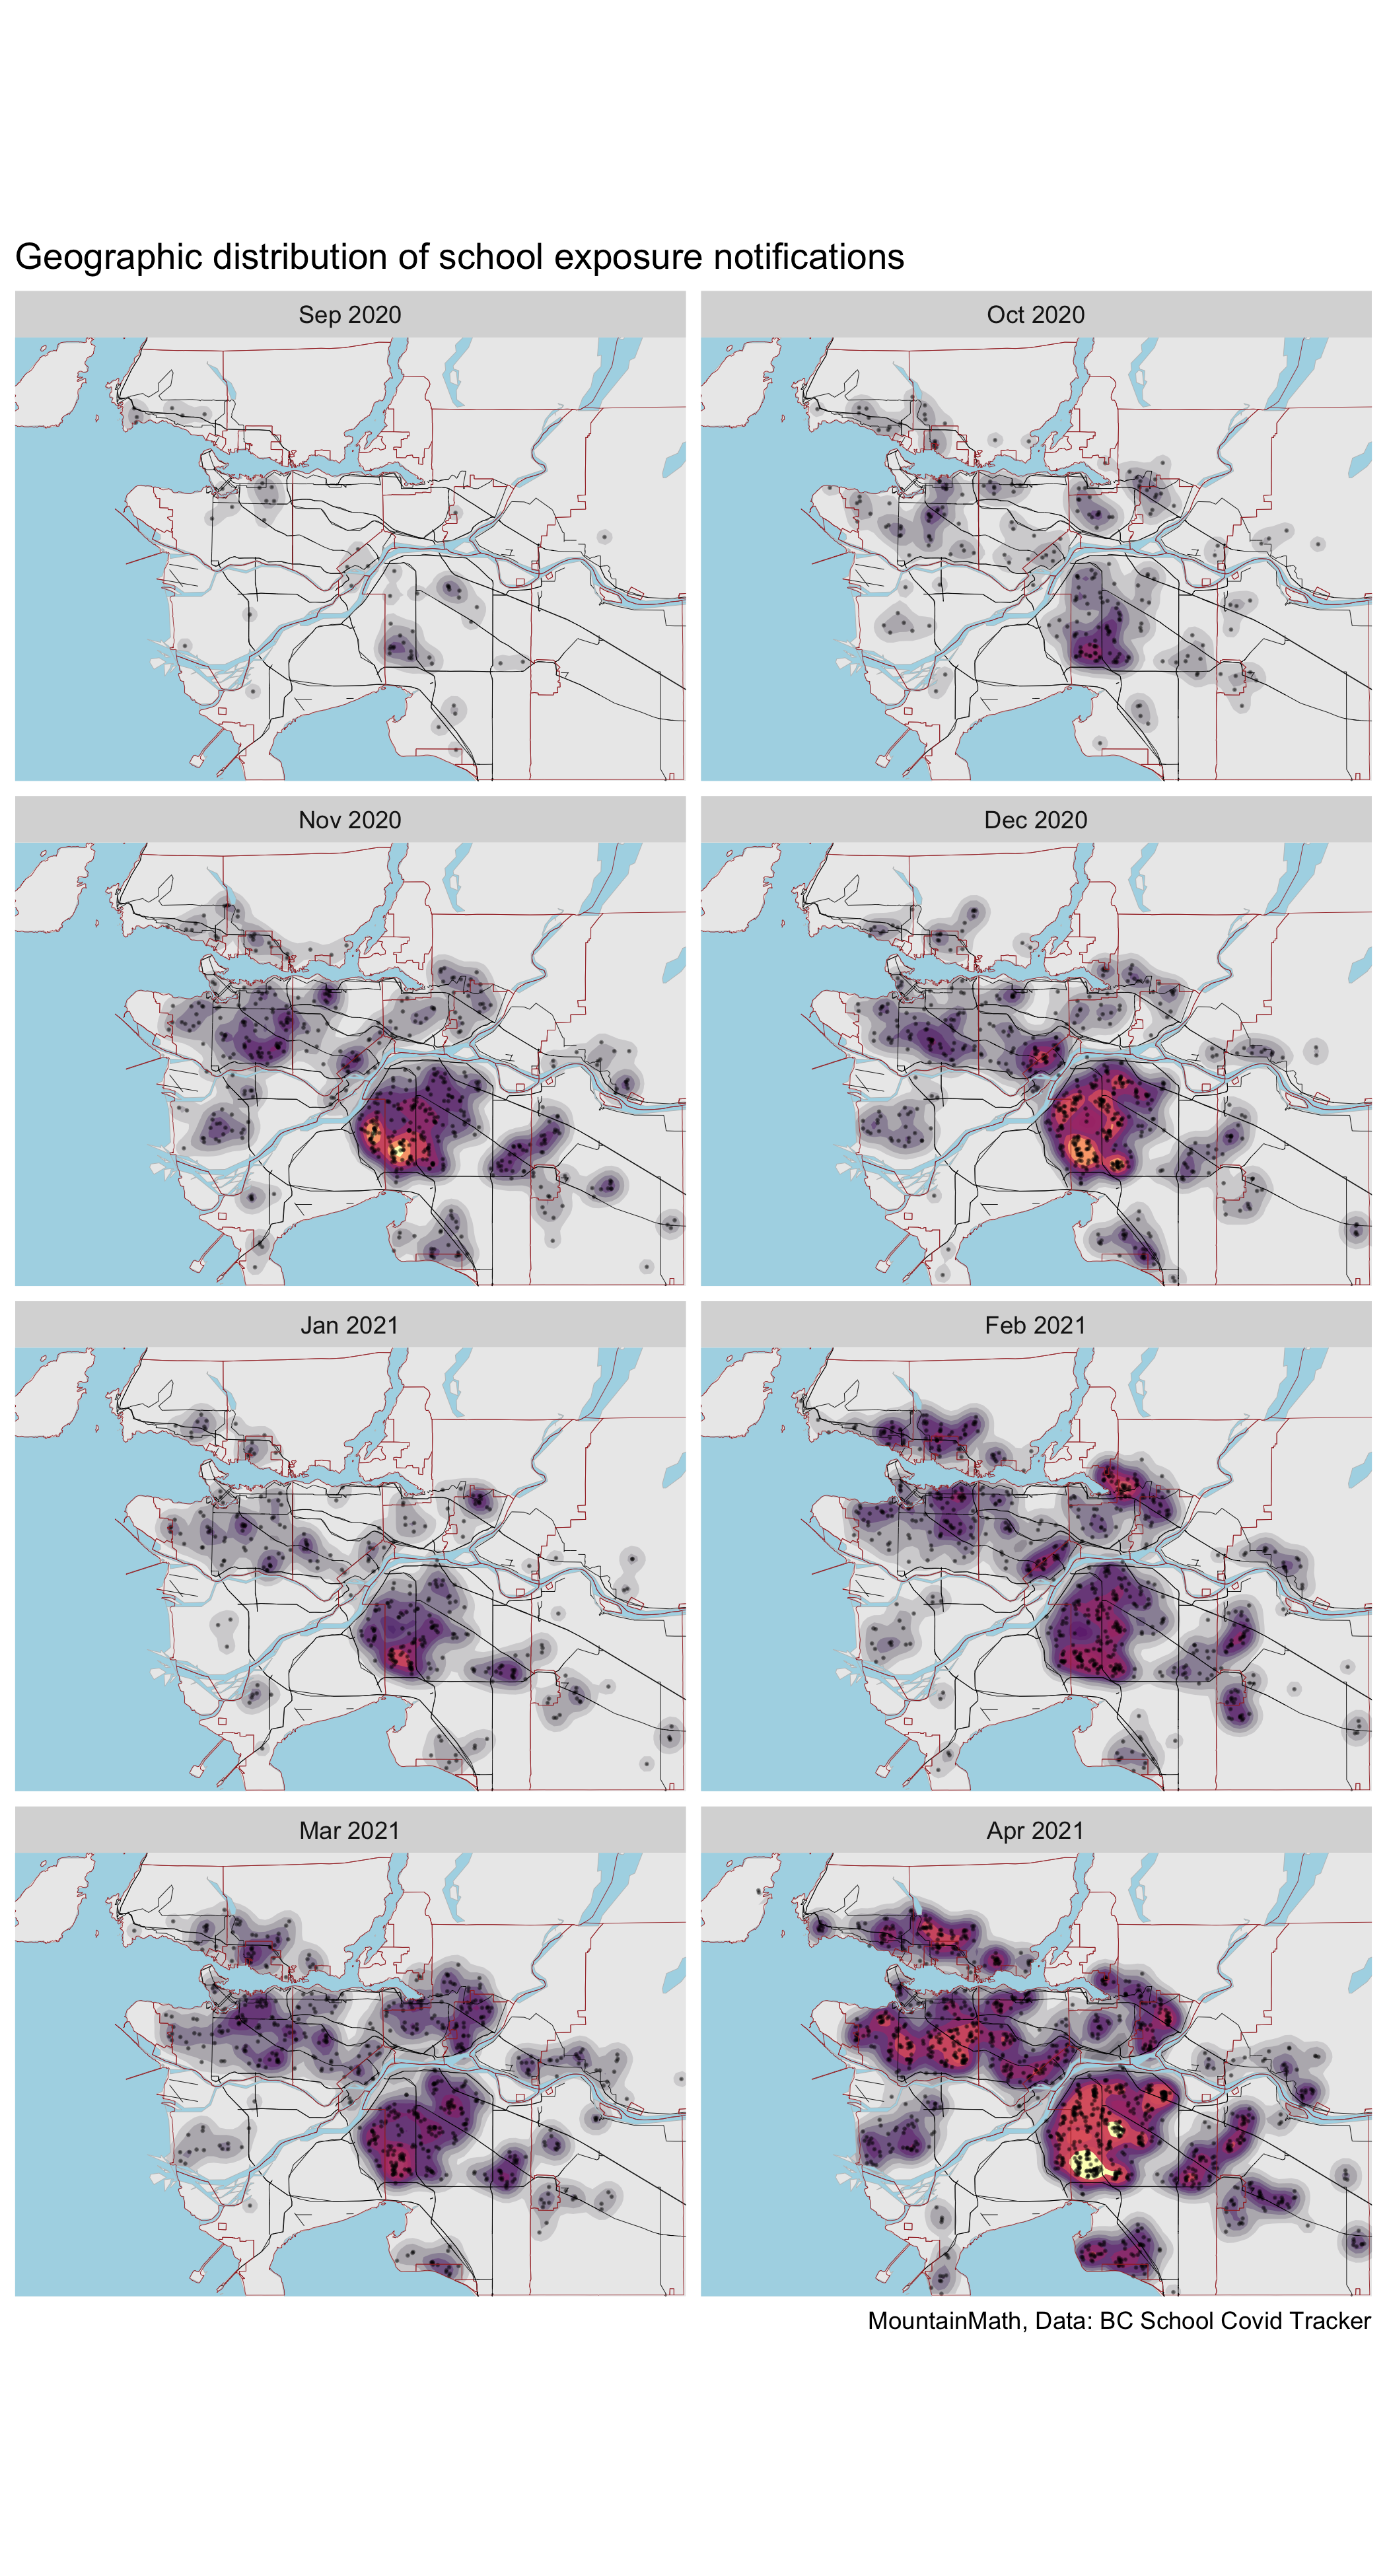 Geographic distribution of school exposure notifications
Sep 2020
Oct 2020
Nov 2020
Dec 2020
Jan 2021
Feb 2021
Mar 2021
Apr 2021
MountainMath, Data: BC School Covid Tracker